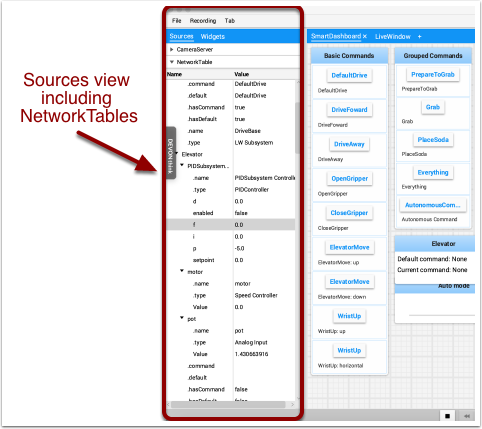 File Recording Tab
Sources Widgets
CameraServer
NetworkTable
Name Value
.command DefaultDrive
.default DefaultDrive
.hasCommand true
.hasDefault true
.name DriveBase
.type LW Subsystem
Elevator
PIDSubsystem...
.name PIDSubsystem Controlle
.type PIDController
d 0.0
enabled false
f 0.0
i 0.0
p -5.0
setpoint 0.0
motor
.name motor
.type Speed Controller
Value 0.0
pot
.name pot
.type Analog Input
Value 1.430663916
.command
.default
.hasCommand false
.hasDefault false
DEVONthink
Sources view
including
NetworkTables
SmartDashboard × LiveWindow +
Basic Commands
DefaultDrive
DefaultDrive
DriveFoward
DriveFoward
DriveAway
DriveAway
OpenGripper
OpenGripper
CloseGripper
CloseGripper
ElevatorMove
ElevatorMove: up
ElevatorMove
ElevatorMove: down
WristUp
WristUp: up
WristUp
WristUp: horizontal
Grouped Commands
PrepareToGrab
PrepareToGrab
Grab
Grab
PlaceSoda
PlaceSoda
Everything
Everything
AutonomousCom...
Autonomous Command
Elevator
Default command: None
Current command: None
Auto mode